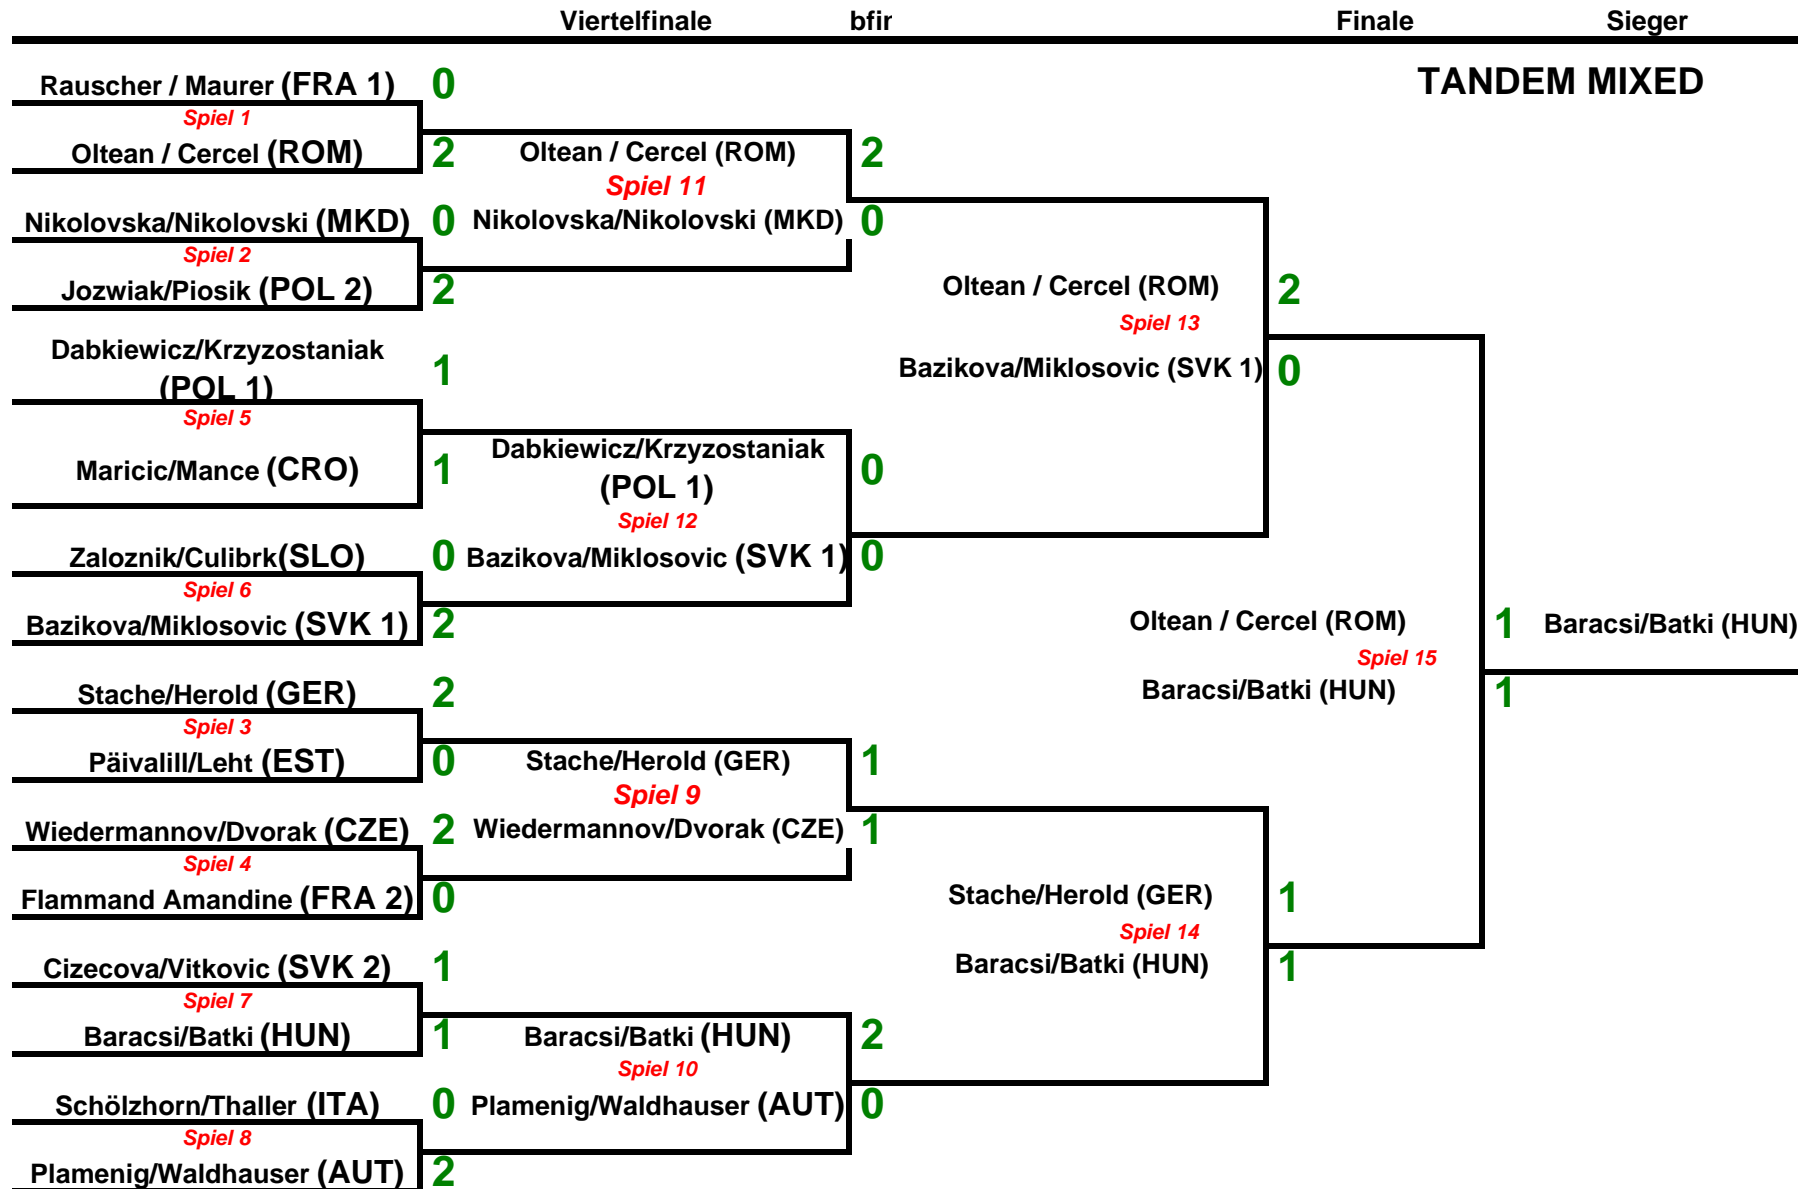 Viertelfinale bfir Finale Sieger
TANDEM MIXED
Rauscher / Maurer (FRA 1) 0
Spiel 1
Oltean / Cercel (ROM) 2
Oltean / Cercel (ROM) 2
Spiel 11
Nikolovska/Nikolovski (MKD) 0
Nikolovska/Nikolovski (MKD) 0
Spiel 2
Jozwiak/Piosik (POL 2) 2
Oltean / Cercel (ROM) 2
Spiel 13
Bazikova/Miklosovic (SVK 1) 0
Dabkiewicz/Krzyzostaniak
(POL 1) 1
Spiel 5
Maricic/Mance (CRO) 1
Dabkiewicz/Krzyzostaniak
(POL 1) 0
Spiel 12
Bazikova/Miklosovic (SVK 1) 0
Zaloznik/Culibrk(SLO) 0
Spiel 6
Bazikova/Miklosovic (SVK 1) 2
Oltean / Cercel (ROM) 1
Spiel 15
Baracsi/Batki (HUN) 1
Baracsi/Batki (HUN)
Stache/Herold (GER) 2
Spiel 3
Päivalill/Leht (EST) 0
Stache/Herold (GER) 1
Spiel 9
Wiedermannov/Dvorak (CZE) 1
Wiedermannov/Dvorak (CZE) 2
Spiel 4
Flammand Amandine (FRA 2) 0
Stache/Herold (GER) 1
Spiel 14
Baracsi/Batki (HUN) 1
Cizecova/Vitkovic (SVK 2) 1
Spiel 7
Baracsi/Batki (HUN) 1
Baracsi/Batki (HUN) 2
Spiel 10
Plamenig/Waldhauser (AUT) 0
Schölzhorn/Thaller (ITA) 0
Spiel 8
Plamenig/Waldhauser (AUT) 2